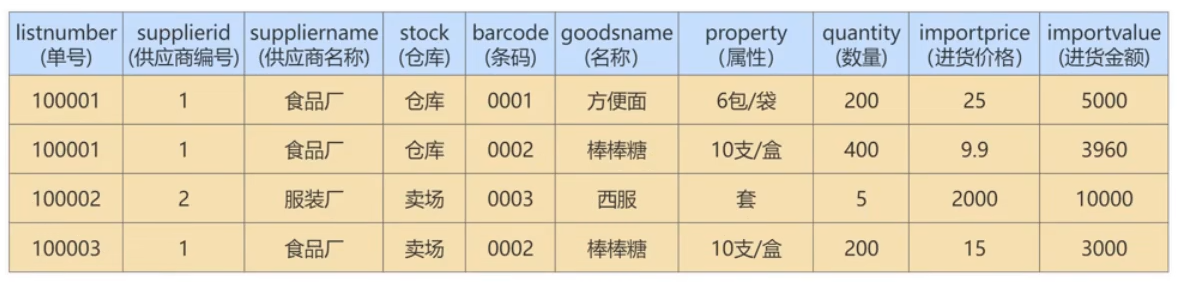 listnumber supplierid suppliername stock barcode goodsname property quantity importprice importvalue
(单号) (供应商编号) (供应商名称) (仓库) (条码) (名称) (属性) (数量) (进货价格) (进货金额)
100001 1 食品厂 仓库 0001 方便面 6包/袋 200 25 5000
100001 1 食品厂 仓库 0002 棒棒糖 10支/盒 400 9.9 3960
100002 2 服装厂 卖场 0003 西服 套 5 2000 10000
100003 1 食品厂 卖场 0002 棒棒糖 10支/盒 200 15 3000